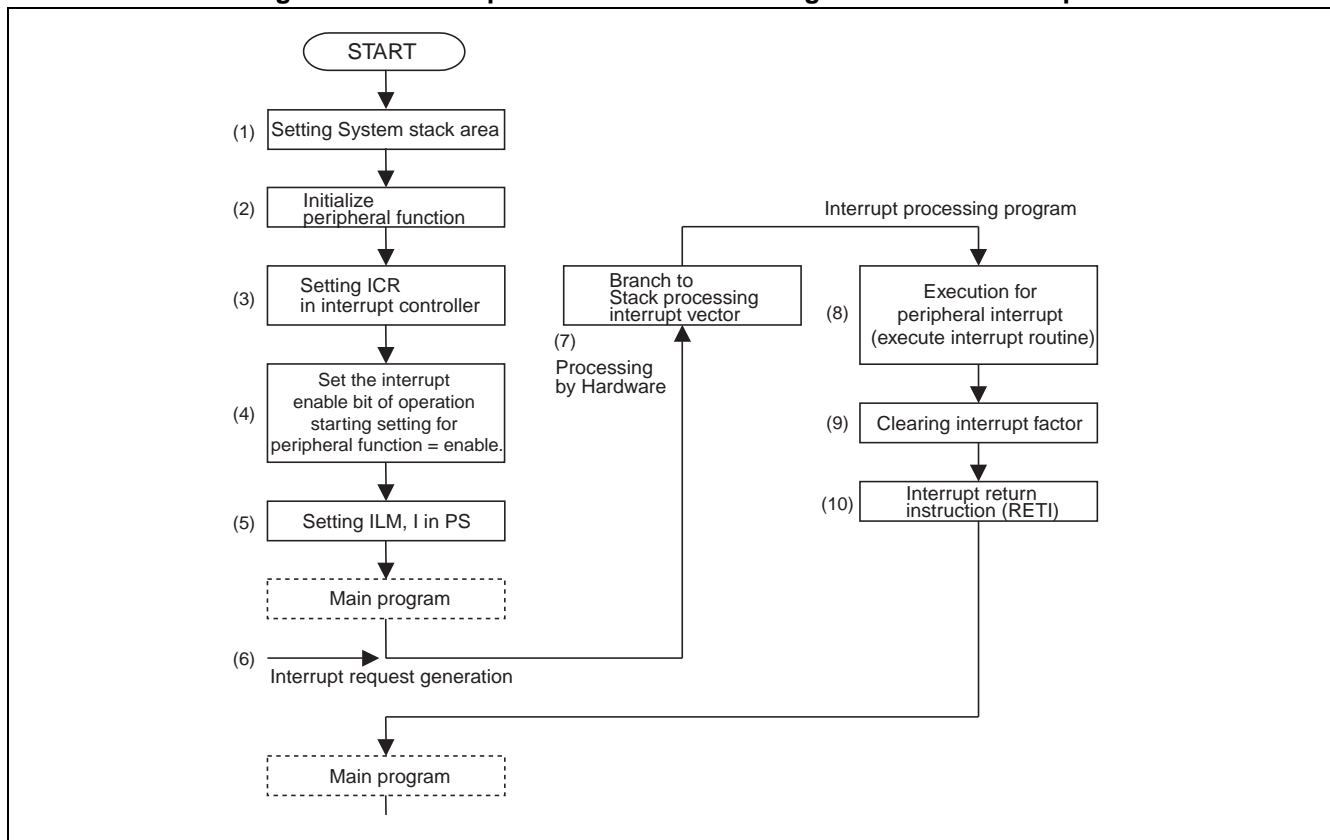 START
(1)
Setting System stack area
(2)
Initialize
peripheral function
(3)
Setting ICR
in interrupt controller
(4)
Set the interrupt
enable bit of operation
starting setting for
peripheral function = enable.
(5)
Setting ILM, I in PS
Main program
(6)
Interrupt request generation
Branch to
Stack processing
interrupt vector
(7)
Processing
by Hardware
Interrupt processing program
(8)
Execution for
peripheral interrupt
(execute interrupt routine)
(9)
Clearing interrupt factor
(10)
Interrupt return
instruction (RETI)
Main program